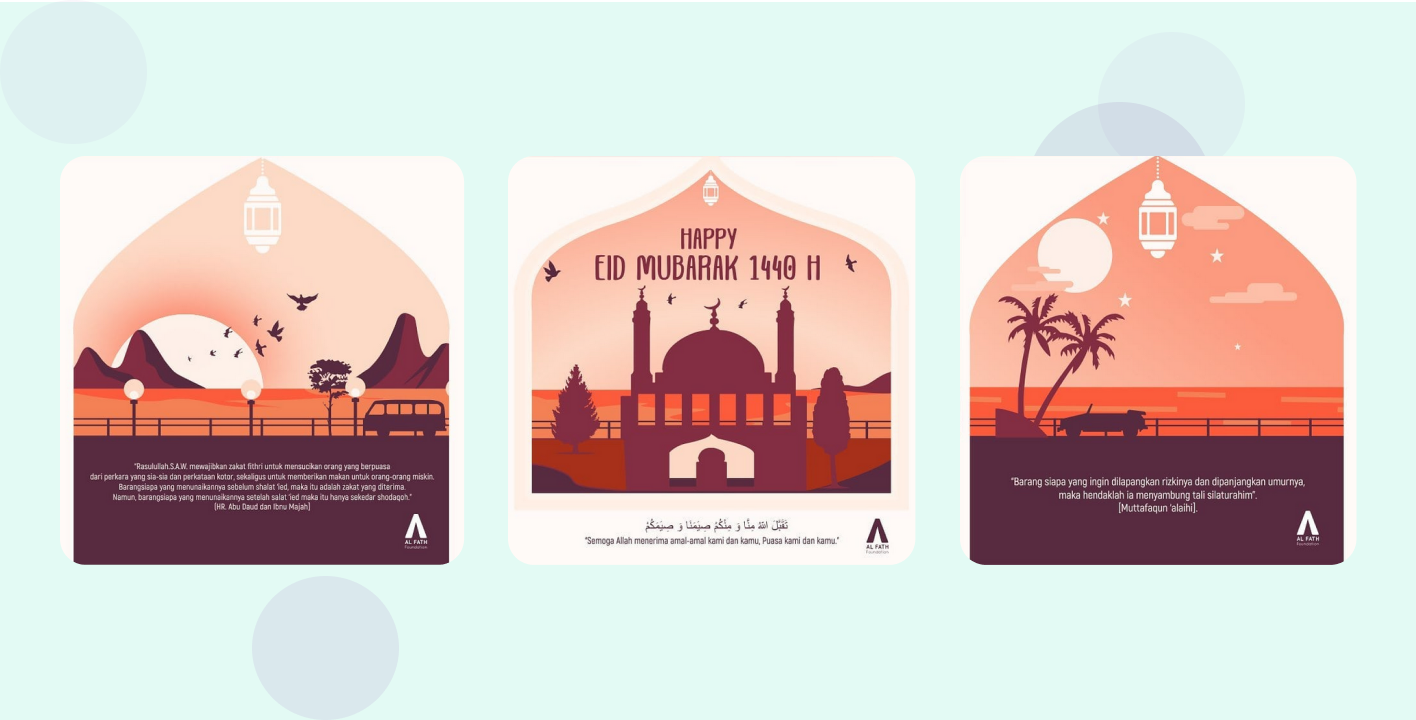 "Rasulullah.S.A.W. mewajibkan zakat fithri untuk mensucikan orang yang berpuasa
dari perkara yang sia-sia dan perkataan kotor, sekaligus untuk memberikan makan untuk orang-orang miskin.
Barangsiapa yang menunaikannya sebelum shalat 'ied, maka itu adalah zakat yang diterima.
Namun, barangsiapa yang menunaikannya setelah salat 'ied maka itu hanya sekedar shodaqoh."
[HR. Abu Daud dan Ibnu Majah]
AL FATH
Foundation
HAPPY
EID MUBARAK 1440 H
تَقَبَّلَ اللهُ مِنَّا وَ مِنْكُمْ صِيَمَنَا وَ صِيَمَكُمْ
"Semoga Allah menerima amal-amal kami dan kamu, Puasa kami dan kamu."
AL FATH
Foundation
"Barang siapa yang ingin dilapangkan rizkinya dan dipanjangkan umurnya,
maka hendaklah ia menyambung tali silaturahim".
[Muttafaqun 'alaihi].
AL FATH
Foundation